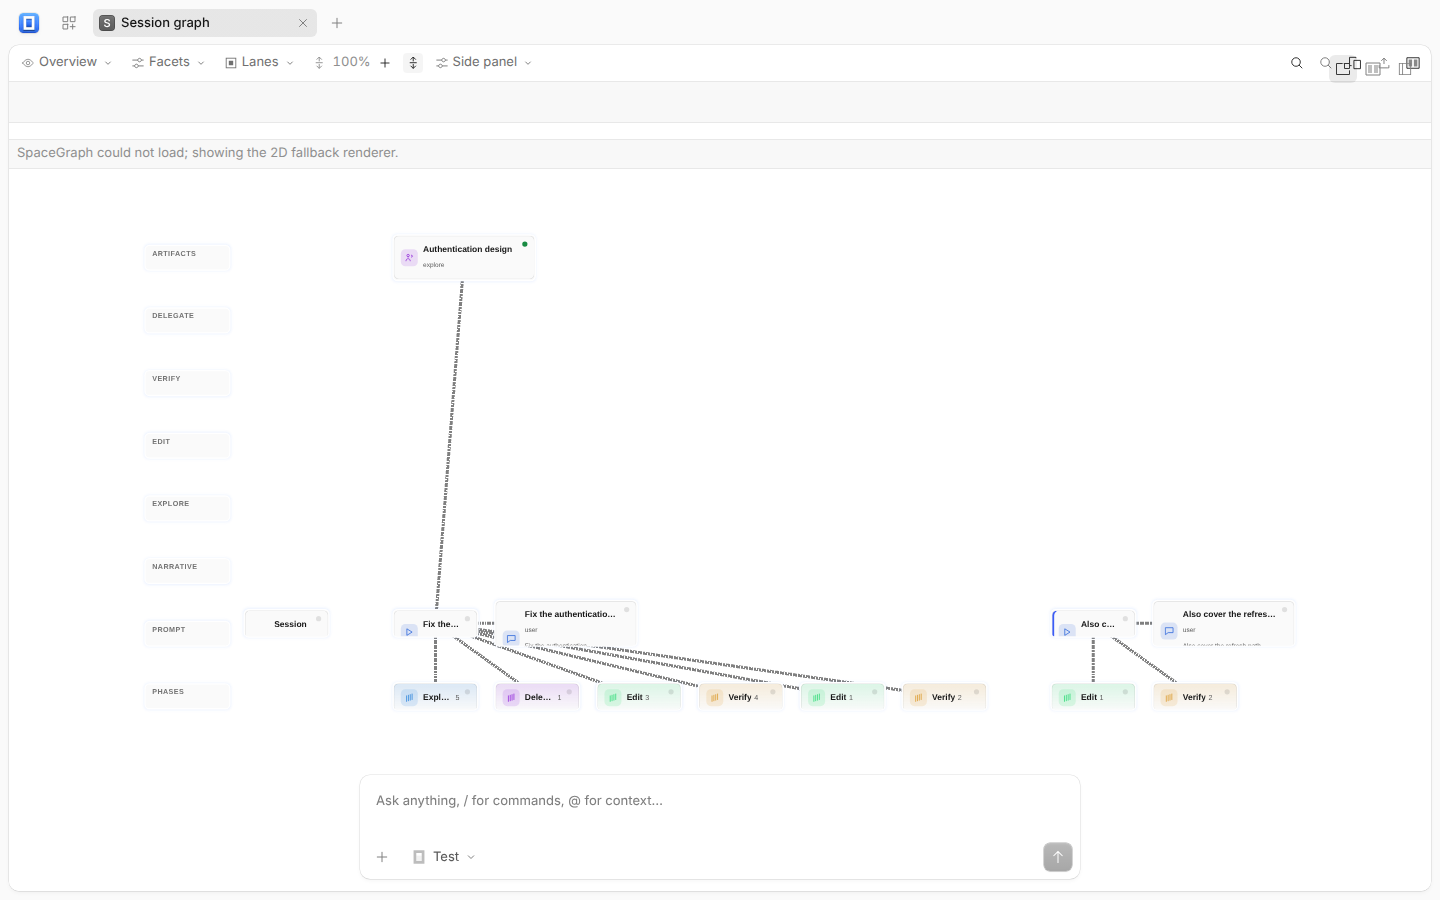 S Session graph
Overview Facets Lanes 100% Side panel
SpaceGraph could not load; showing the 2D fallback renderer.
ARTIFACTS
Authentication design
explore
DELEGATE
VERIFY
EDIT
EXPLORE
NARRATIVE
PROMPT
Session
Fix the...
Fix the authenticatio...
user
Also c...
Also cover the refres...
user
PHASES
Expl... 5
Dele... 1
Edit 3
Verify 4
Edit 1
Verify 2
Edit 1
Verify 2
Ask anything, / for commands, @ for context...
Test